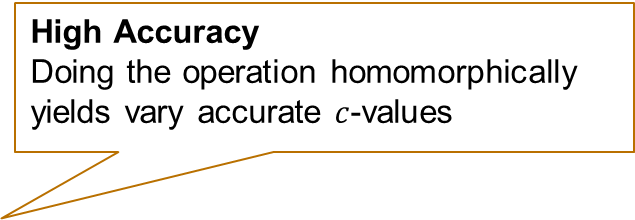 High Accuracy
Doing the operation homomorphically
yields vary accurate 𝑐-values